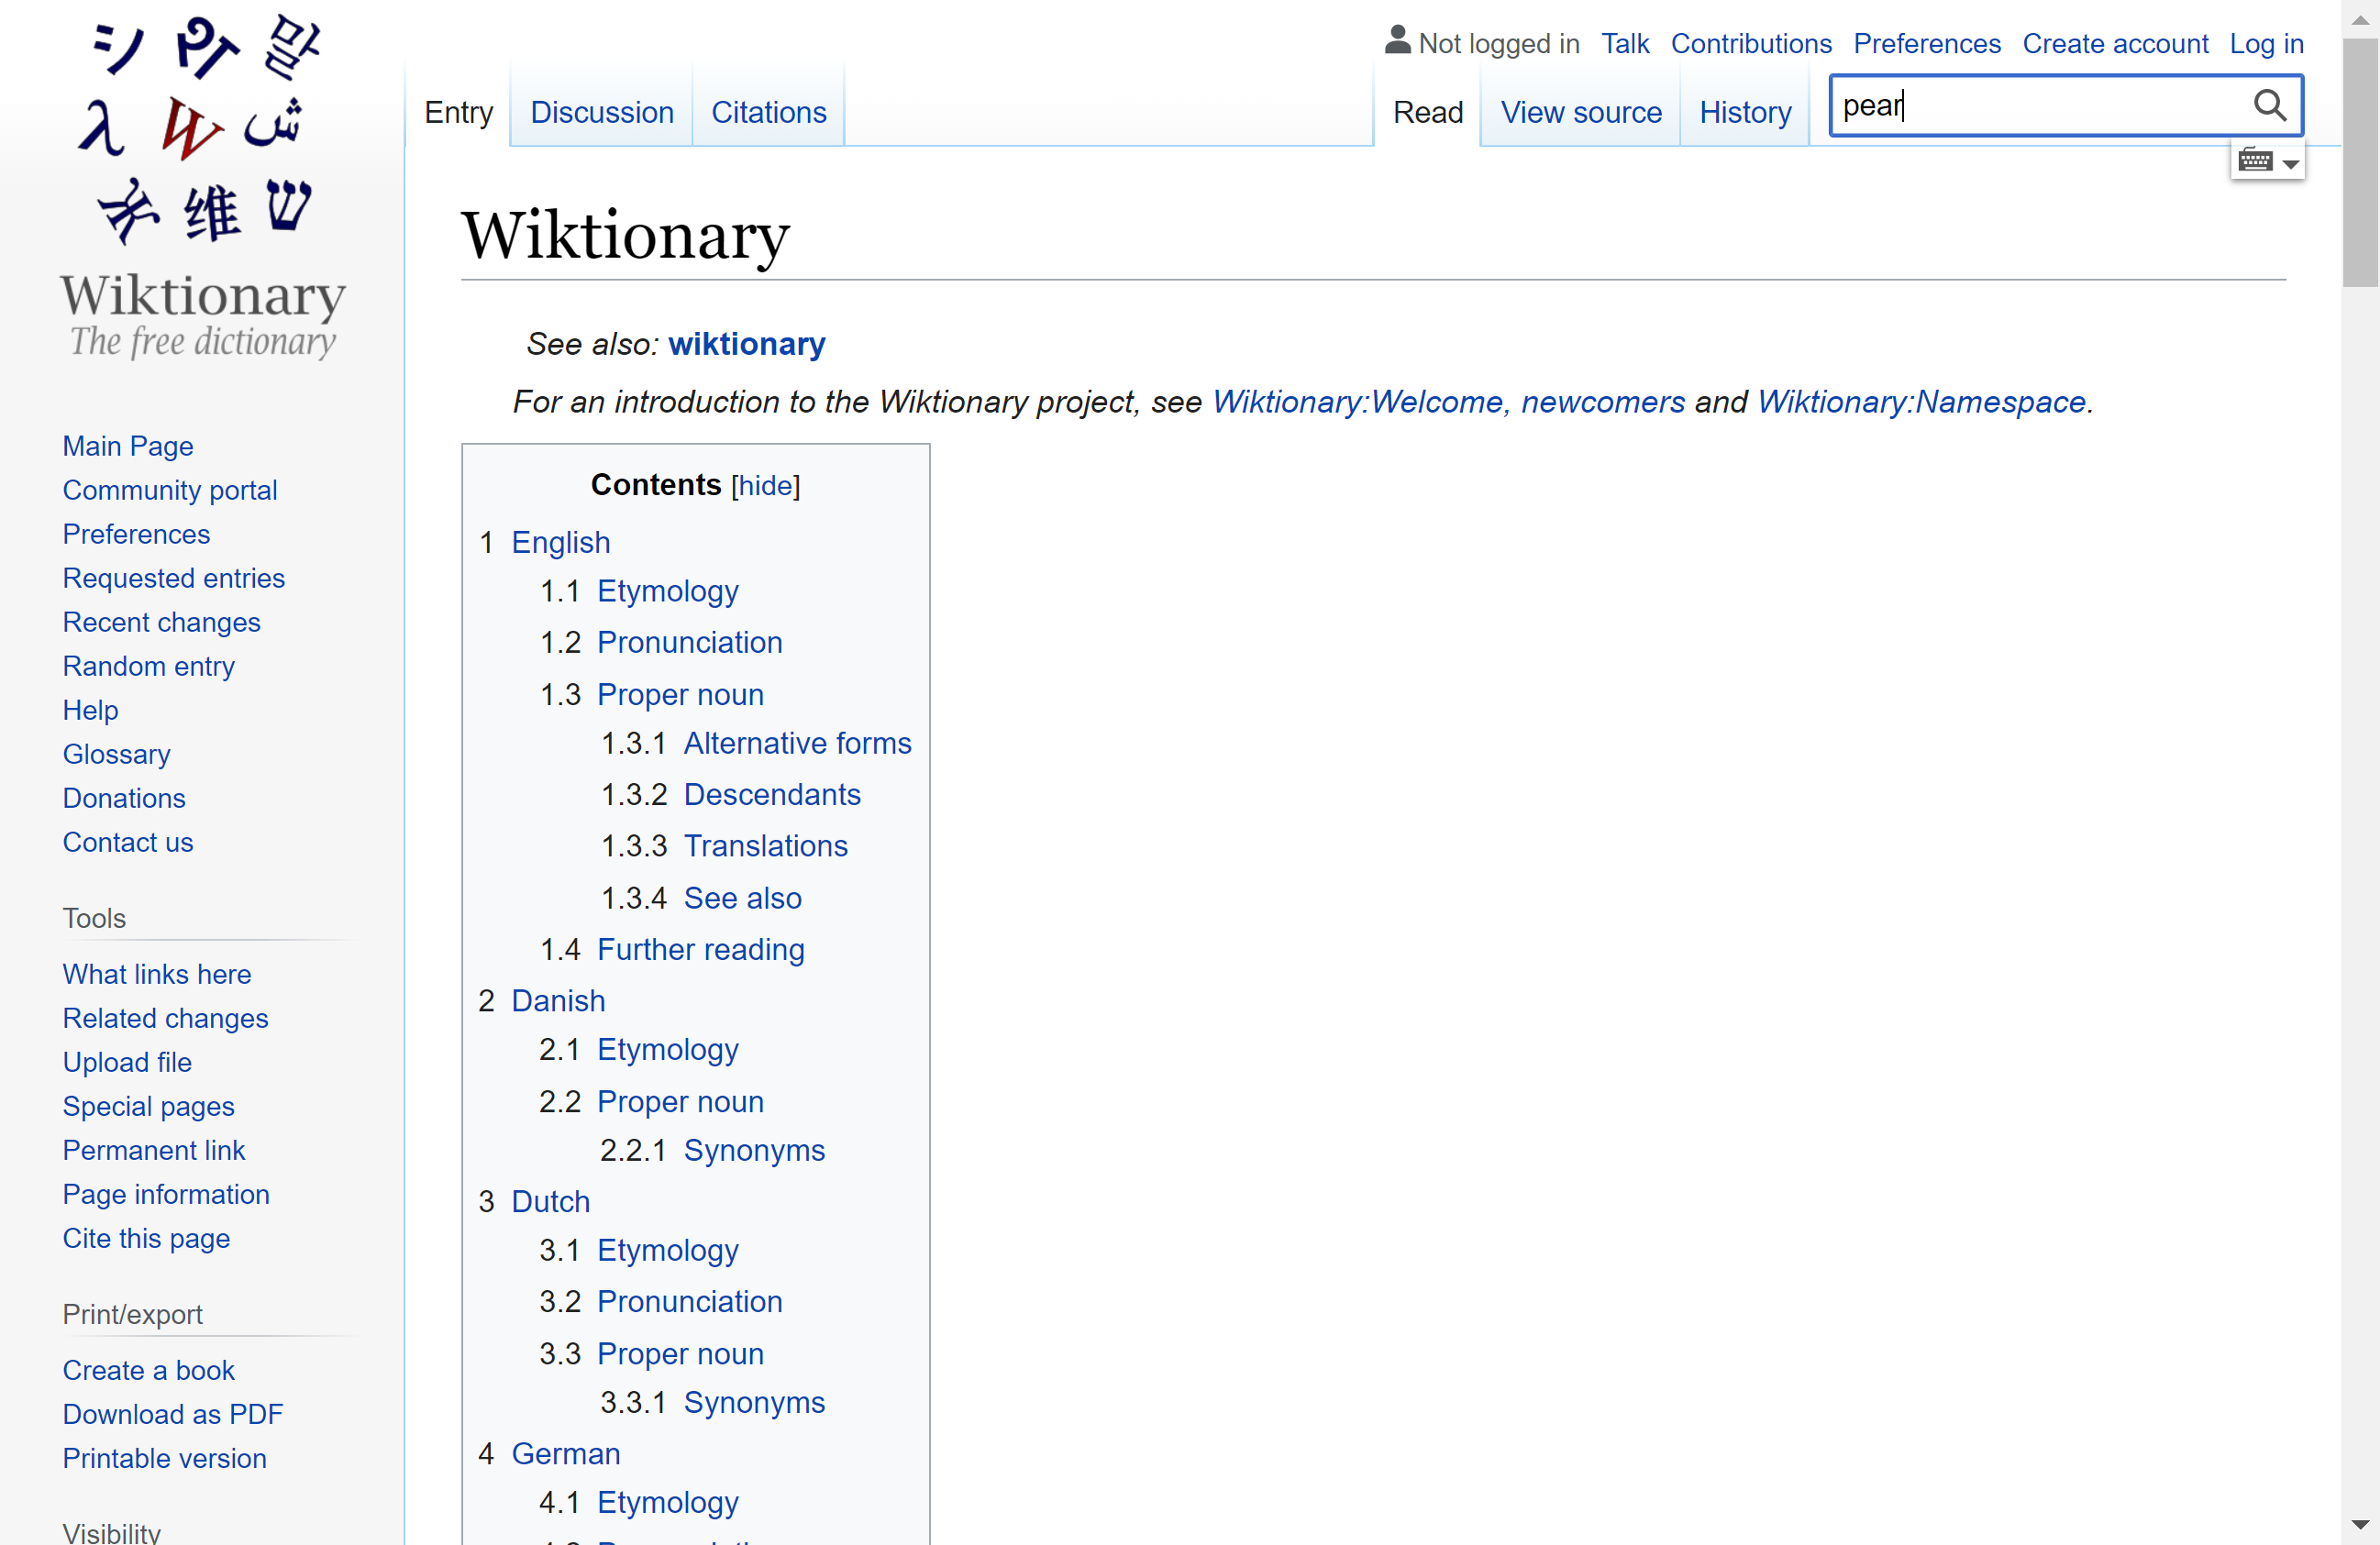 シ り 말
λ W ش
维 ש
Wiktionary
The free dictionary
Not logged in Talk Contributions Preferences Create account Log in
Entry Discussion Citations Read View source History pear
Wiktionary
See also: wiktionary
For an introduction to the Wiktionary project, see Wiktionary:Welcome, newcomers and Wiktionary:Namespace.
Contents [hide]
1 English
1.1 Etymology
1.2 Pronunciation
1.3 Proper noun
1.3.1 Alternative forms
1.3.2 Descendants
1.3.3 Translations
1.3.4 See also
1.4 Further reading
2 Danish
2.1 Etymology
2.2 Proper noun
2.2.1 Synonyms
3 Dutch
3.1 Etymology
3.2 Pronunciation
3.3 Proper noun
3.3.1 Synonyms
4 German
4.1 Etymology
Main Page
Community portal
Preferences
Requested entries
Recent changes
Random entry
Help
Glossary
Donations
Contact us
Tools
What links here
Related changes
Upload file
Special pages
Permanent link
Page information
Cite this page
Print/export
Create a book
Download as PDF
Printable version
Visibility